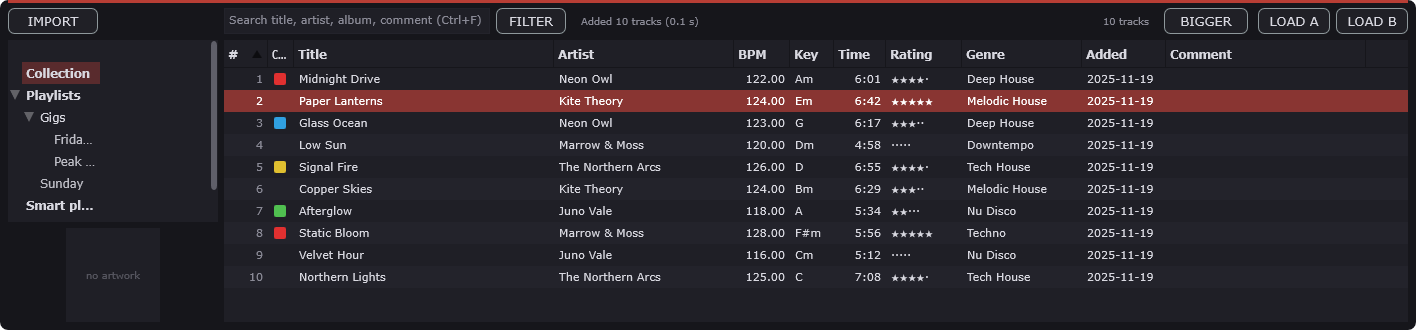 IMPORT Search title, artist, album, comment (Ctrl+F) FILTER Added 10 tracks (0.1 s) 10 tracks BIGGER LOAD A LOAD B
Collection
Playlists
Gigs
Frida...
Peak ...
Sunday
Smart pl...
no artwork
# C... Title Artist BPM Key Time Rating Genre Added Comment
1 Midnight Drive Neon Owl 122.00 Am 6:01 ★★★★· Deep House 2025-11-19
2 Paper Lanterns Kite Theory 124.00 Em 6:42 ★★★★★ Melodic House 2025-11-19
3 Glass Ocean Neon Owl 123.00 G 6:17 ★★★·· Deep House 2025-11-19
4 Low Sun Marrow & Moss 120.00 Dm 4:58 ····· Downtempo 2025-11-19
5 Signal Fire The Northern Arcs 126.00 D 6:55 ★★★★· Tech House 2025-11-19
6 Copper Skies Kite Theory 124.00 Bm 6:29 ★★★·· Melodic House 2025-11-19
7 Afterglow Juno Vale 118.00 A 5:34 ★★··· Nu Disco 2025-11-19
8 Static Bloom Marrow & Moss 128.00 F#m 5:56 ★★★★★ Techno 2025-11-19
9 Velvet Hour Juno Vale 116.00 Cm 5:12 ····· Nu Disco 2025-11-19
10 Northern Lights The Northern Arcs 125.00 C 7:08 ★★★★· Tech House 2025-11-19